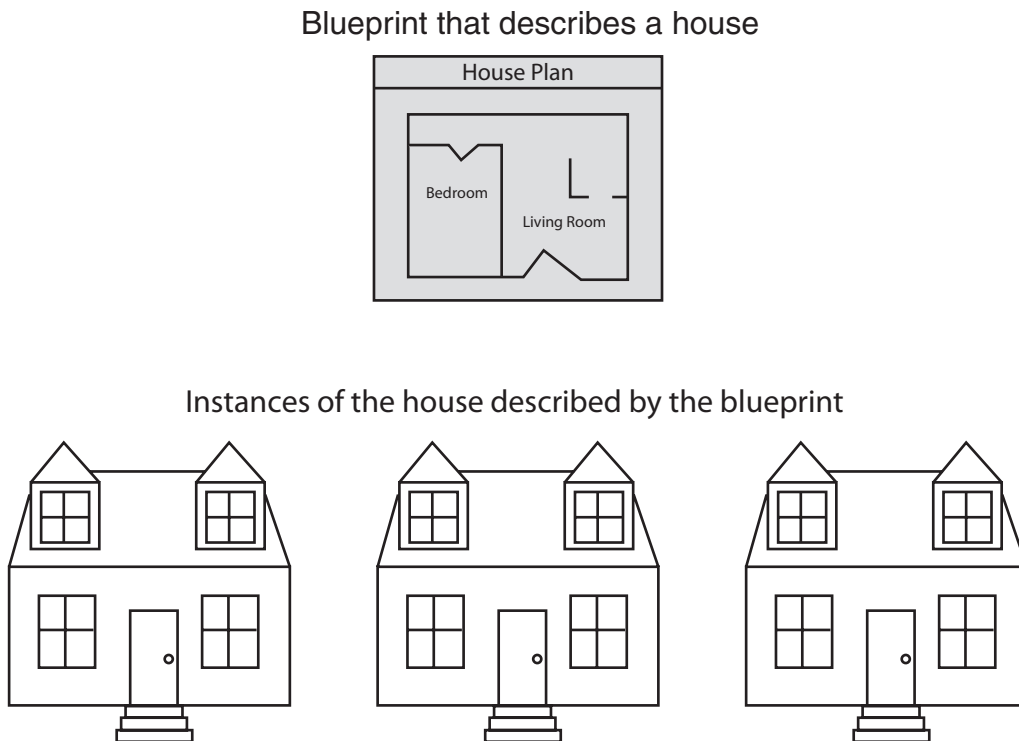 Blueprint that describes a house
House Plan
Bedroom
Living Room
Instances of the house described by the blueprint